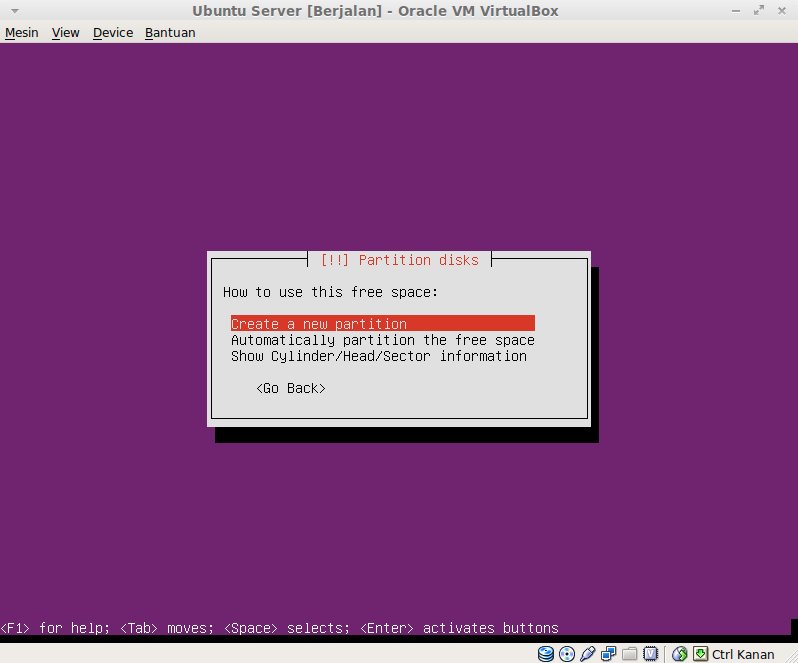 Ubuntu Server [Berjalan] - Oracle VM VirtualBox
Mesin View Device Bantuan
[!!] Partition disks
How to use this free space:
Create a new partition
Automatically partition the free space
Show Cylinder/Head/Sector information
<Go Back>
<F1> for help; <Tab> moves; <Space> selects; <Enter> activates buttons
Ctrl Kanan